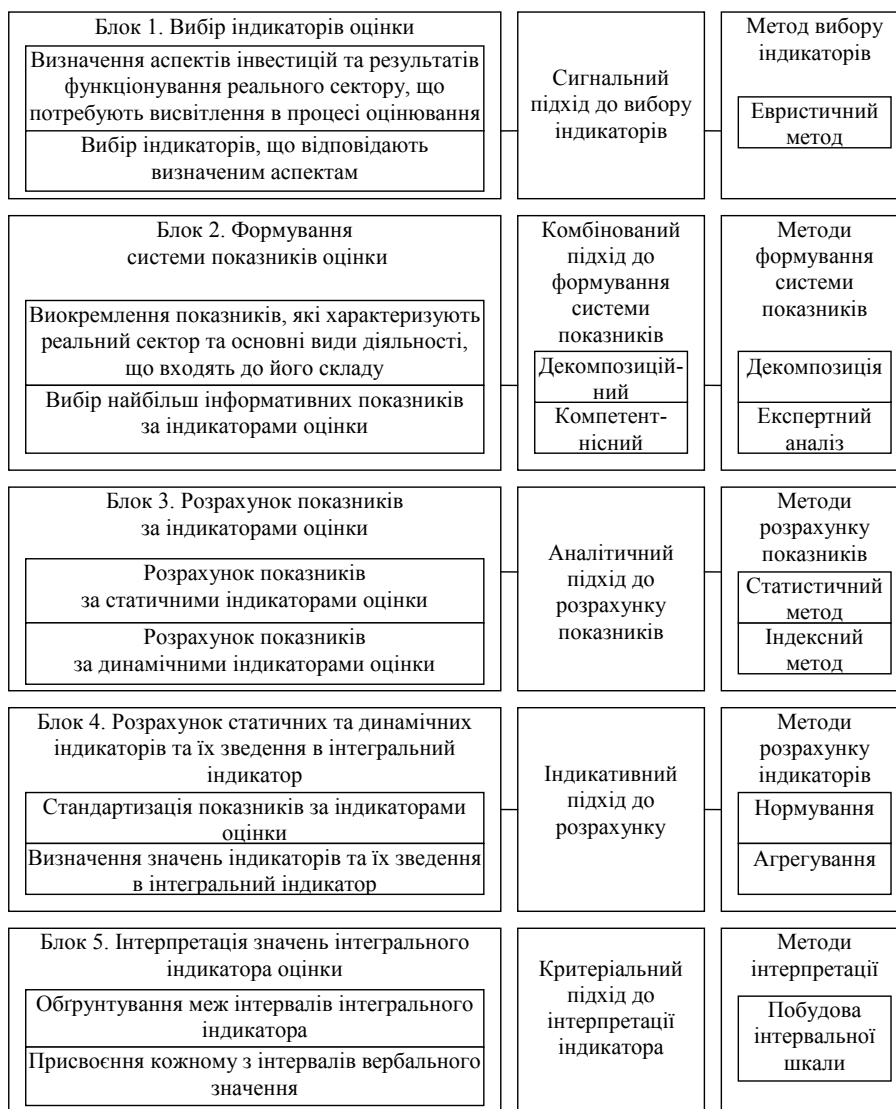 Блок 1. Вибір індикаторів оцінки
Визначення аспектів інвестицій та результатів
функціонування реального сектору, що
потребують висвітлення в процесі оцінювання
Вибір індикаторів, що відповідають
визначеним аспектам
Сигнальний
підхід до вибору
індикаторів
Метод вибору
індикаторів
Евристичний
метод
Блок 2. Формування
системи показників оцінки
Виокремлення показників, які характеризують
реальний сектор та основні види діяльності,
що входять до його складу
Вибір найбільш інформативних показників
за індикаторами оцінки
Комбінований
підхід до
формування
системи
показників
Декомпозицій-
ний
Компетент-
нісний
Методи
формування
системи
показників
Декомпозиція
Експертний
аналіз
Блок 3. Розрахунок показників
за індикаторами оцінки
Розрахунок показників
за статичними індикаторами оцінки
Розрахунок показників
за динамічними індикаторами оцінки
Аналітичний
підхід до
розрахунку
показників
Методи
розрахунку
показників
Статистичний
метод
Індексний
метод
Блок 4. Розрахунок статичних та динамічних
індикаторів та їх зведення в інтегральний
індикатор
Стандартизація показників за індикаторами
оцінки
Визначення значень індикаторів та їх зведення
в інтегральний індикатор
Індикативний
підхід до
розрахунку
Методи
розрахунку
індикаторів
Нормування
Агрегування
Блок 5. Інтерпретація значень інтегрального
індикатора оцінки
Обґрунтування меж інтервалів інтегрального
індикатора
Присвоєння кожному з інтервалів вербального
значення
Критеріальний
підхід до
інтерпретації
індикатора
Методи
інтерпретації
Побудова
інтервальної
шкали